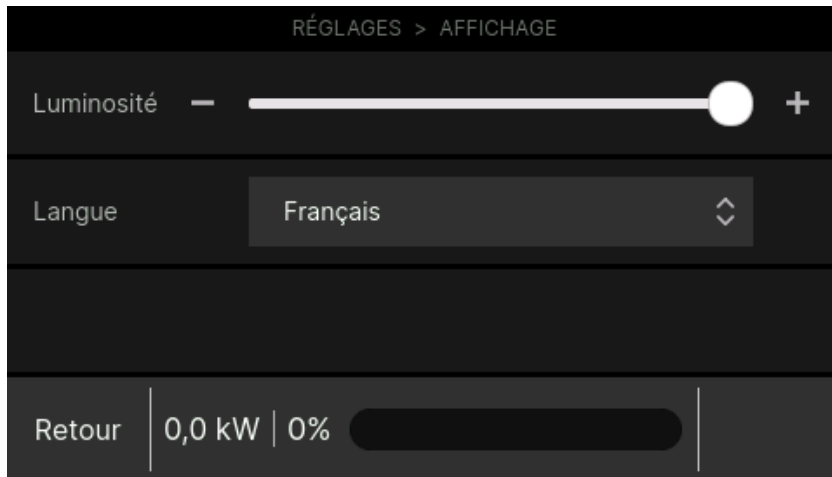 RÉGLAGES > AFFICHAGE
Luminosité − +
Langue Français
Retour 0,0 kW | 0%